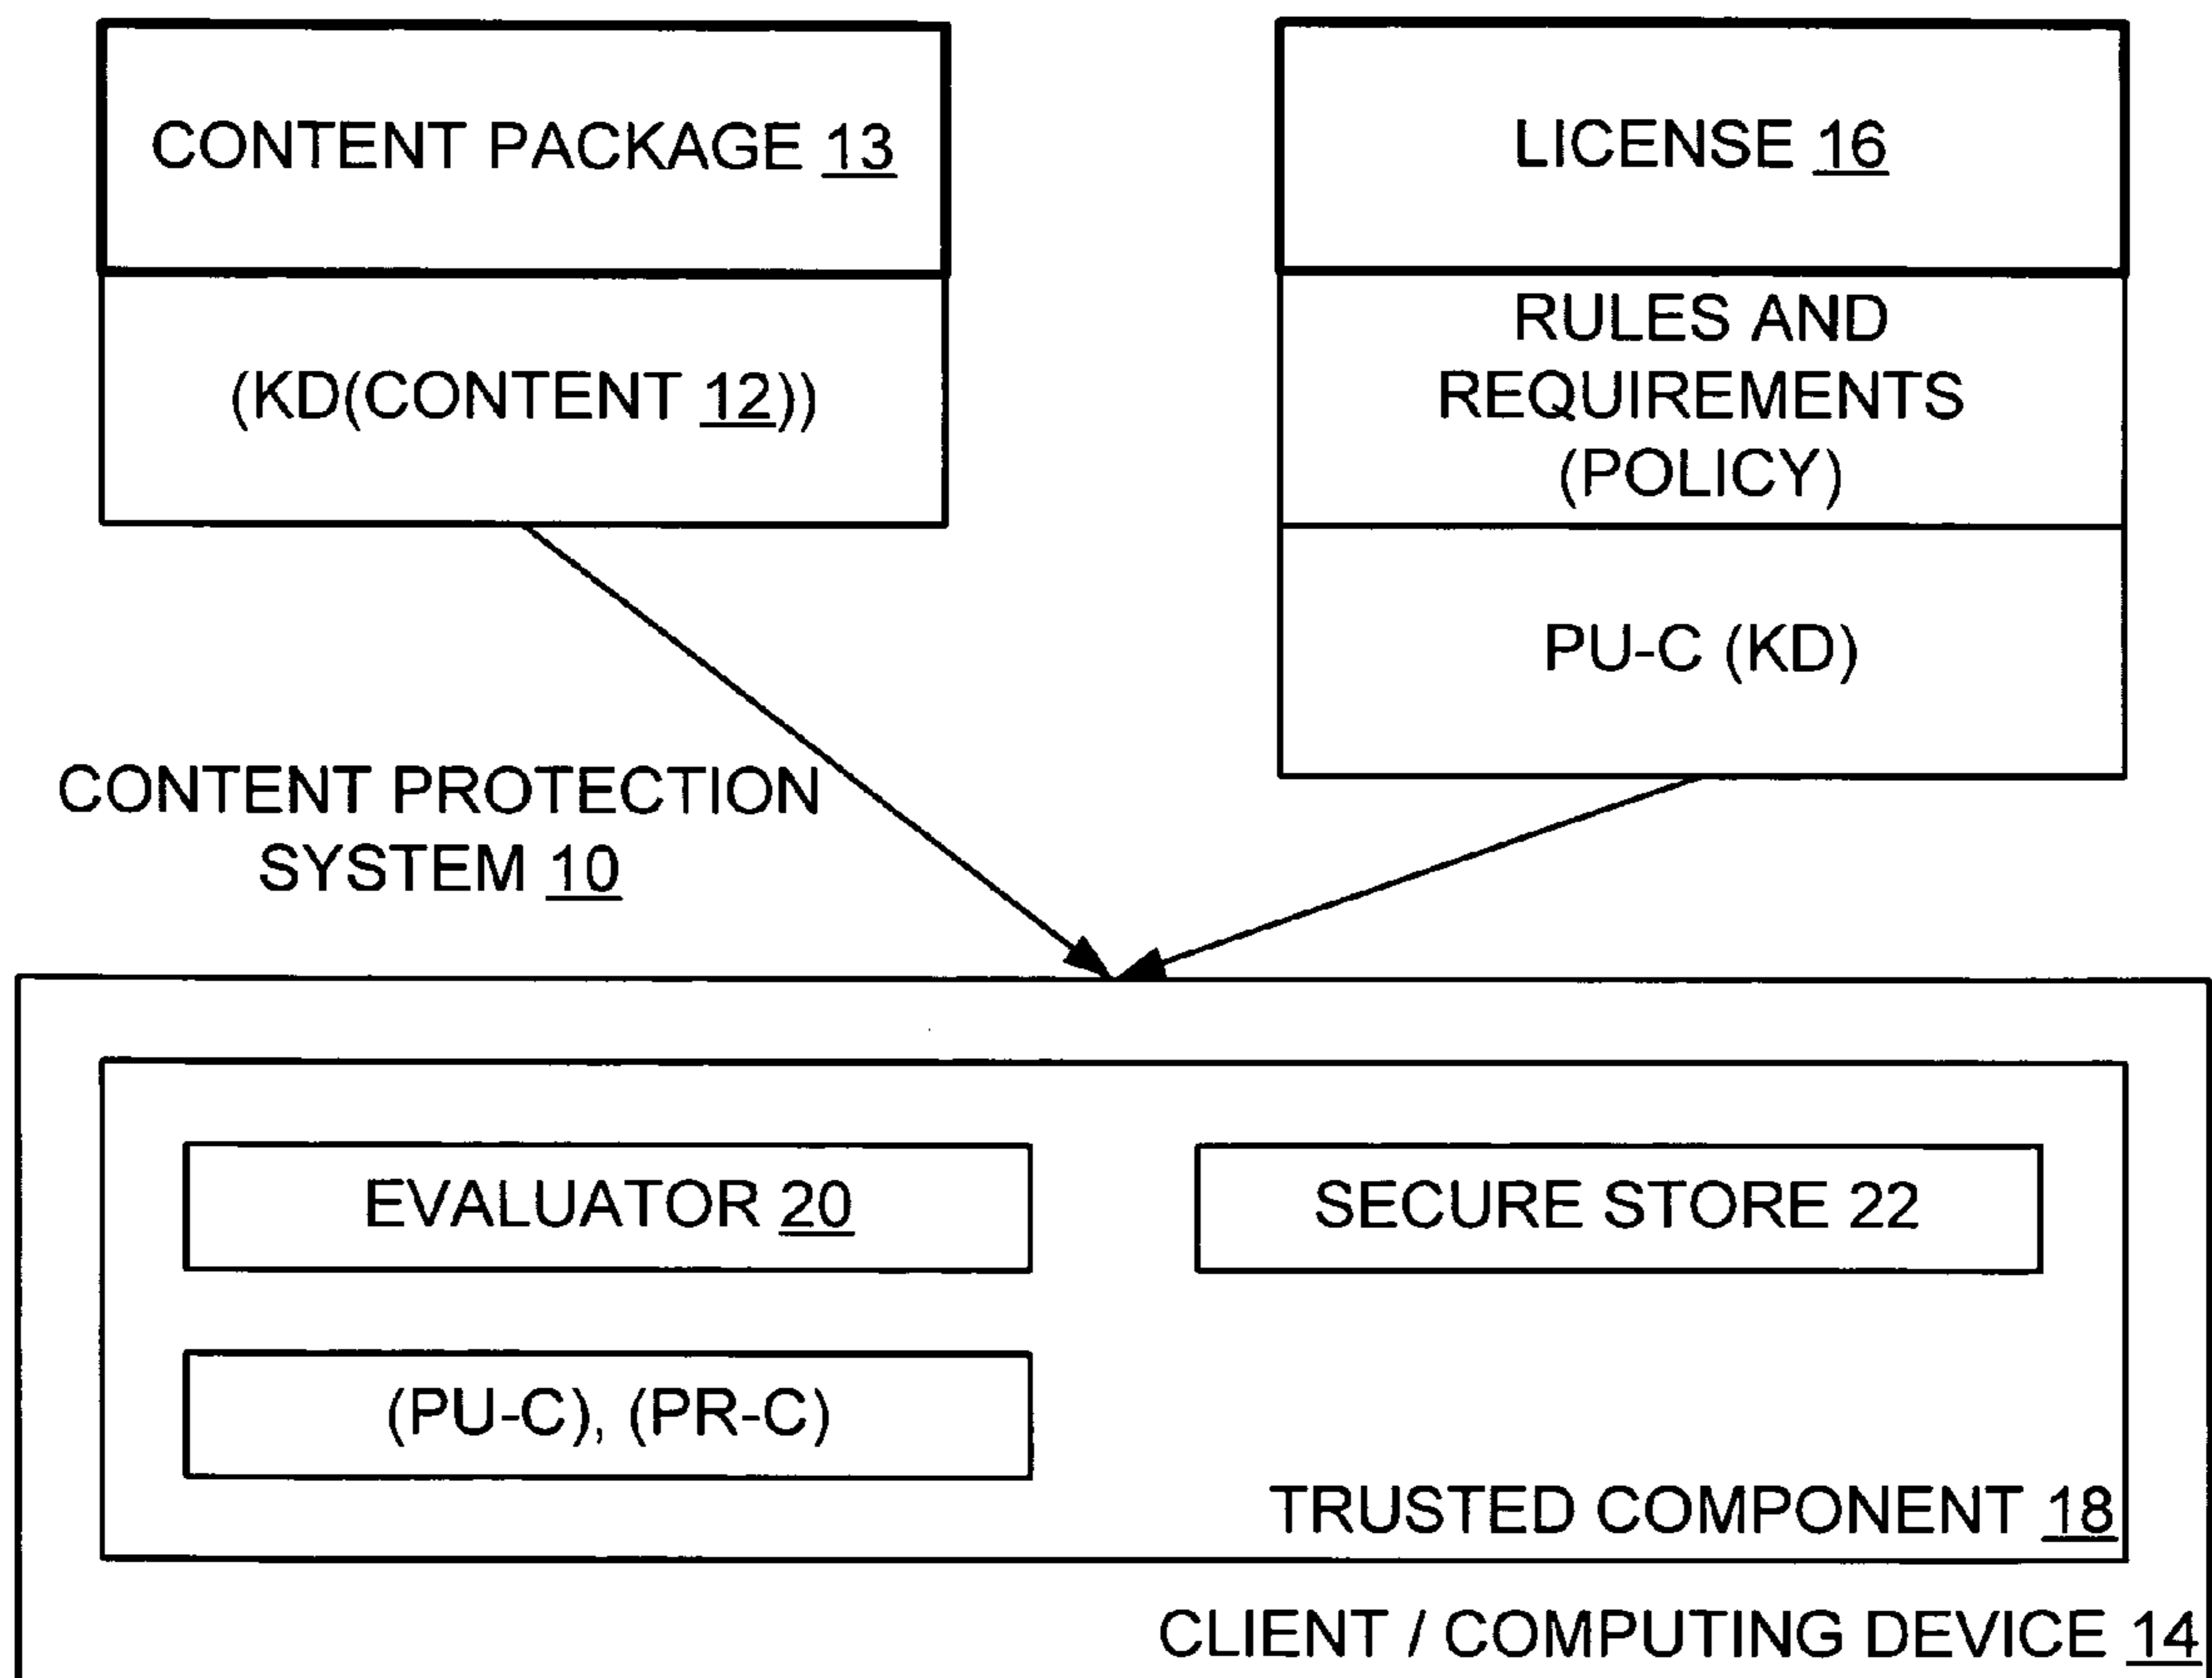 CONTENT PACKAGE 13
(KD(CONTENT 12))
LICENSE 16
RULES AND
REQUIREMENTS
(POLICY)
PU-C (KD)
CONTENT PROTECTION
SYSTEM 10
EVALUATOR 20
SECURE STORE 22
(PU-C), (PR-C)
TRUSTED COMPONENT 18
CLIENT / COMPUTING DEVICE 14